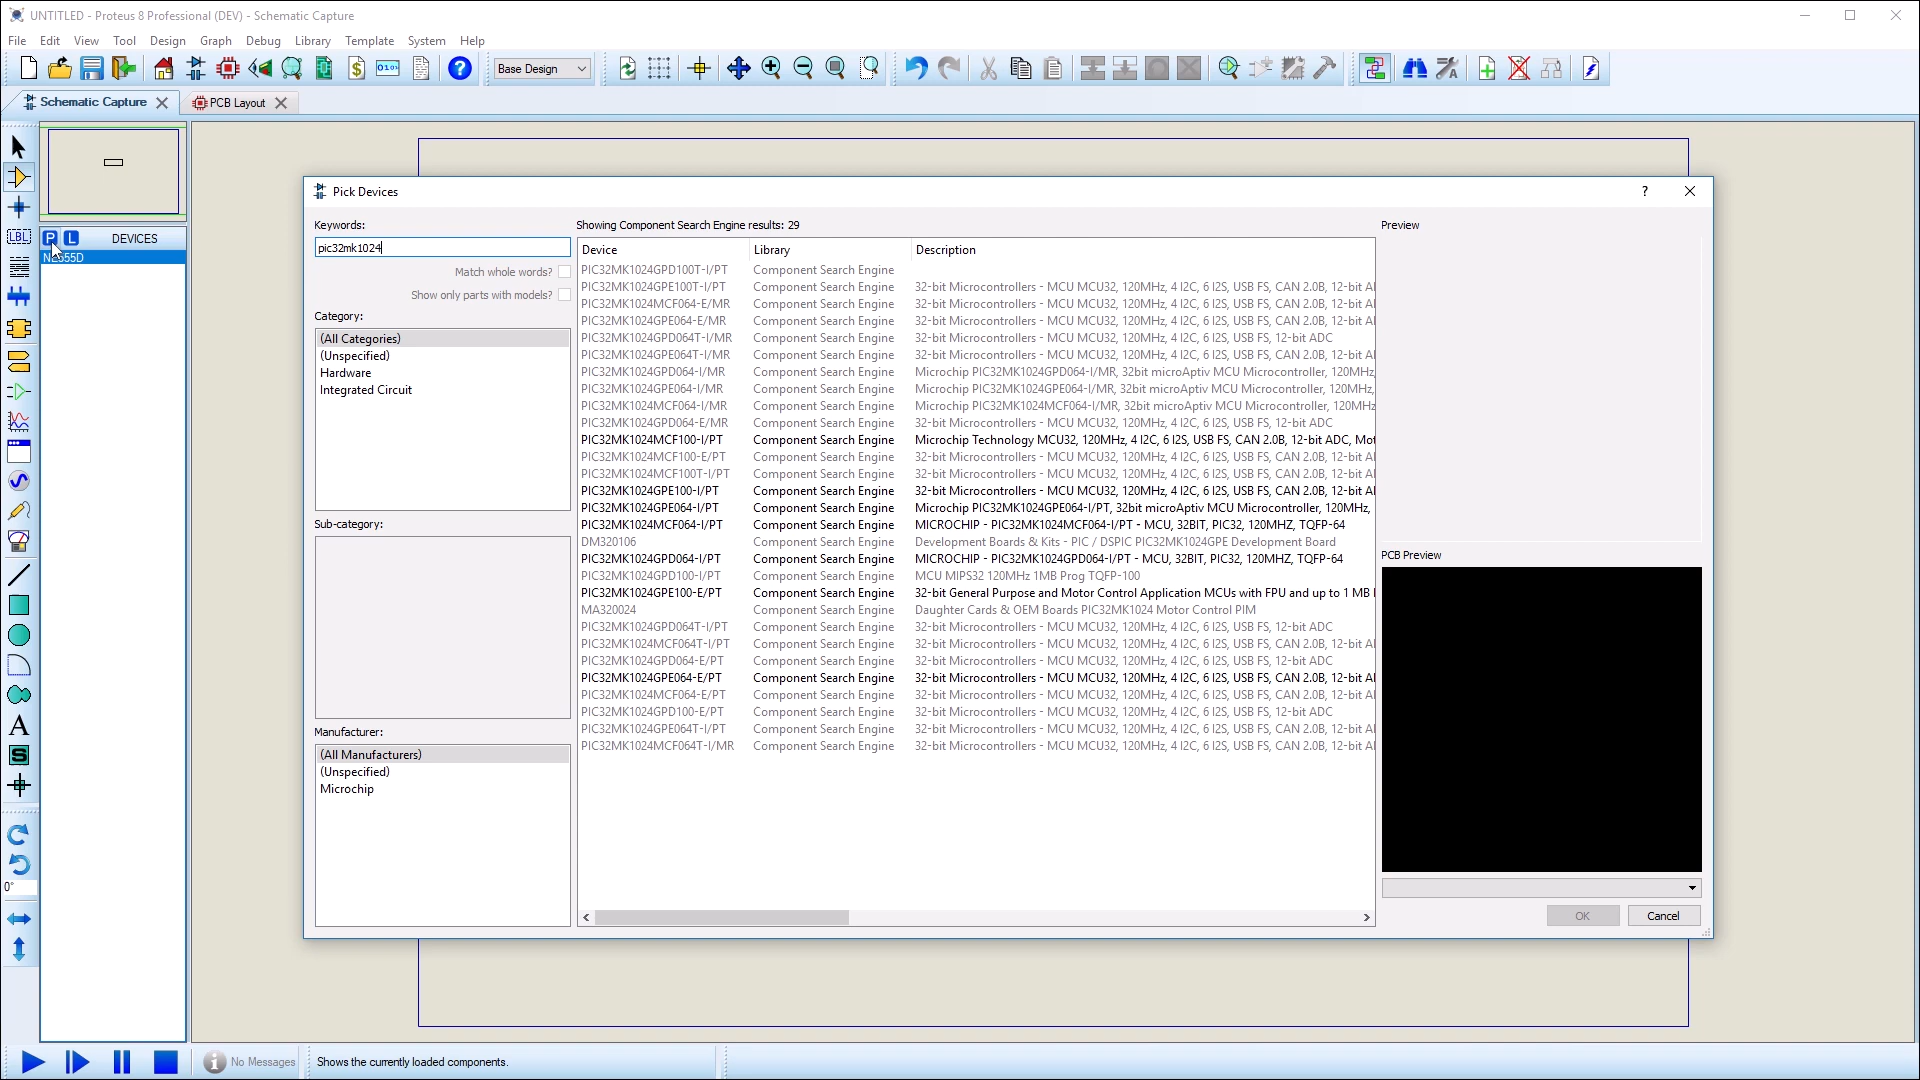 UNTITLED - Proteus 8 Professional (DEV) - Schematic Capture
File Edit View Tool Design Graph Debug Library Template System Help
Base Design
Schematic Capture
PCB Layout
P L DEVICES
Pick Devices
Keywords:
pic32mk1024
Match whole words?
Show only parts with models?
Category:
(All Categories)
(Unspecified)
Hardware
Integrated Circuit
Sub-category:
Manufacturer:
(All Manufacturers)
(Unspecified)
Microchip
Showing Component Search Engine results: 29
Device Library Description
PIC32MK1024GPD100T-I/PT Component Search Engine
PIC32MK1024GPE100T-I/PT Component Search Engine 32-bit Microcontrollers - MCU MCU32, 120MHz, 4 I2C, 6 I2S, USB FS, CAN 2.0B, 12-bit A
PIC32MK1024MCF064-E/MR Component Search Engine 32-bit Microcontrollers - MCU MCU32, 120MHz, 4 I2C, 6 I2S, USB FS, CAN 2.0B, 12-bit A
PIC32MK1024GPE064-E/MR Component Search Engine 32-bit Microcontrollers - MCU MCU32, 120MHz, 4 I2C, 6 I2S, USB FS, CAN 2.0B, 12-bit A
PIC32MK1024GPD064T-I/MR Component Search Engine 32-bit Microcontrollers - MCU MCU32, 120MHz, 4 I2C, 6 I2S, USB FS, 12-bit ADC
PIC32MK1024GPE064T-I/MR Component Search Engine 32-bit Microcontrollers - MCU MCU32, 120MHz, 4 I2C, 6 I2S, USB FS, CAN 2.0B, 12-bit A
PIC32MK1024GPD064-I/MR Component Search Engine Microchip PIC32MK1024GPD064-I/MR, 32bit microAptiv MCU Microcontroller, 120MHz,
PIC32MK1024GPE064-I/MR Component Search Engine Microchip PIC32MK1024GPE064-I/MR, 32bit microAptiv MCU Microcontroller, 120MHz,
PIC32MK1024MCF064-I/MR Component Search Engine Microchip PIC32MK1024MCF064-I/MR, 32bit microAptiv MCU Microcontroller, 120MHz
PIC32MK1024GPD064-E/MR Component Search Engine 32-bit Microcontrollers - MCU MCU32, 120MHz, 4 I2C, 6 I2S, USB FS, 12-bit ADC
PIC32MK1024MCF100-I/PT Component Search Engine Microchip Technology MCU32, 120MHz, 4 I2C, 6 I2S, USB FS, CAN 2.0B, 12-bit ADC, Mot
PIC32MK1024MCF100-E/PT Component Search Engine 32-bit Microcontrollers - MCU MCU32, 120MHz, 4 I2C, 6 I2S, USB FS, CAN 2.0B, 12-bit A
PIC32MK1024MCF100T-I/PT Component Search Engine 32-bit Microcontrollers - MCU MCU32, 120MHz, 4 I2C, 6 I2S, USB FS, CAN 2.0B, 12-bit A
PIC32MK1024GPE100-I/PT Component Search Engine 32-bit Microcontrollers - MCU MCU32, 120MHz, 4 I2C, 6 I2S, USB FS, CAN 2.0B, 12-bit A
PIC32MK1024GPE064-I/PT Component Search Engine Microchip PIC32MK1024GPE064-I/PT, 32bit microAptiv MCU Microcontroller, 120MHz,
PIC32MK1024MCF064-I/PT Component Search Engine MICROCHIP - PIC32MK1024MCF064-I/PT - MCU, 32BIT, PIC32, 120MHZ, TQFP-64
DM320106 Component Search Engine Development Boards & Kits - PIC / DSPIC PIC32MK1024GPE Development Board
PIC32MK1024GPD064-I/PT Component Search Engine MICROCHIP - PIC32MK1024GPD064-I/PT - MCU, 32BIT, PIC32, 120MHZ, TQFP-64
PIC32MK1024GPD100-I/PT Component Search Engine MCU MIPS32 120MHz 1MB Prog TQFP-100
PIC32MK1024GPE100-E/PT Component Search Engine 32-bit General Purpose and Motor Control Application MCUs with FPU and up to 1 MB
MA320024 Component Search Engine Daughter Cards & OEM Boards PIC32MK1024 Motor Control PIM
PIC32MK1024GPD064T-I/PT Component Search Engine 32-bit Microcontrollers - MCU MCU32, 120MHz, 4 I2C, 6 I2S, USB FS, 12-bit ADC
PIC32MK1024MCF064T-I/PT Component Search Engine 32-bit Microcontrollers - MCU MCU32, 120MHz, 4 I2C, 6 I2S, USB FS, CAN 2.0B, 12-bit A
PIC32MK1024GPD064-E/PT Component Search Engine 32-bit Microcontrollers - MCU MCU32, 120MHz, 4 I2C, 6 I2S, USB FS, 12-bit ADC
PIC32MK1024GPE064-E/PT Component Search Engine 32-bit Microcontrollers - MCU MCU32, 120MHz, 4 I2C, 6 I2S, USB FS, CAN 2.0B, 12-bit A
PIC32MK1024MCF064-E/PT Component Search Engine 32-bit Microcontrollers - MCU MCU32, 120MHz, 4 I2C, 6 I2S, USB FS, CAN 2.0B, 12-bit A
PIC32MK1024GPD100-E/PT Component Search Engine 32-bit Microcontrollers - MCU MCU32, 120MHz, 4 I2C, 6 I2S, USB FS, 12-bit ADC
PIC32MK1024GPE064T-I/PT Component Search Engine 32-bit Microcontrollers - MCU MCU32, 120MHz, 4 I2C, 6 I2S, USB FS, CAN 2.0B, 12-bit A
PIC32MK1024MCF064T-I/MR Component Search Engine 32-bit Microcontrollers - MCU MCU32, 120MHz, 4 I2C, 6 I2S, USB FS, CAN 2.0B, 12-bit A
Preview
PCB Preview
OK
Cancel
LBL
A
S
0°
No Messages
Shows the currently loaded components.